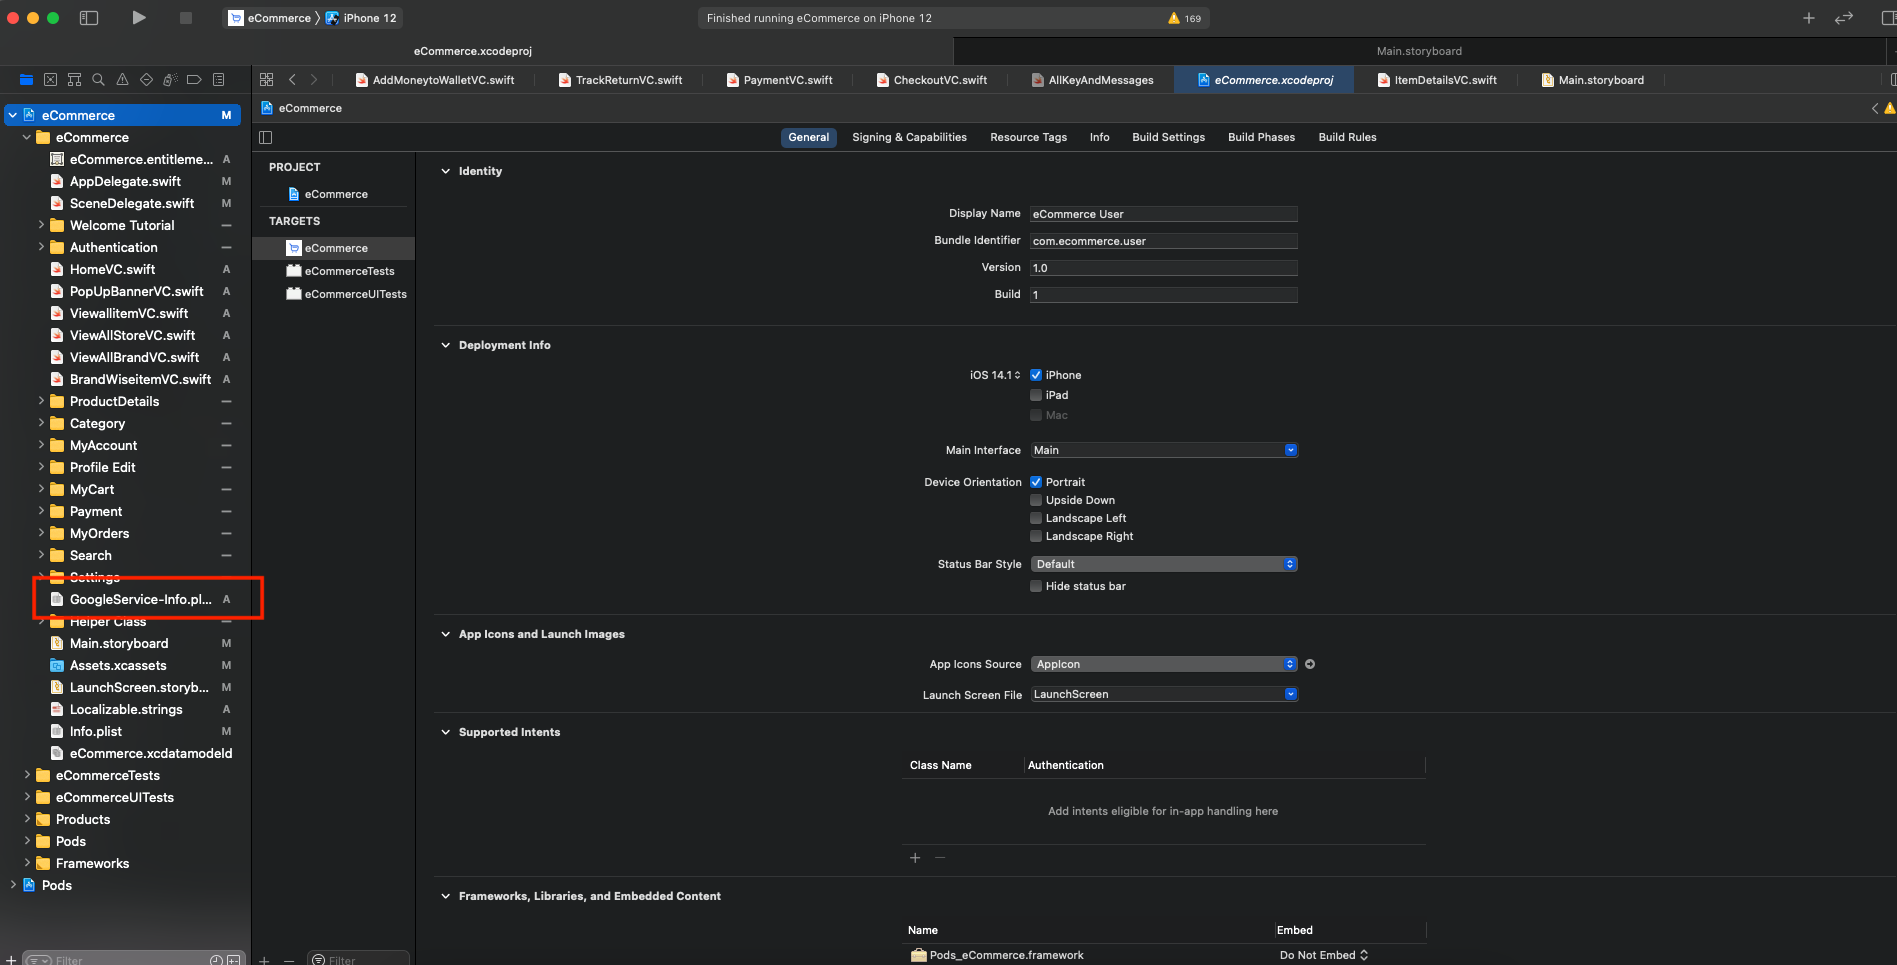 eCommerce
iPhone 12
Finished running eCommerce on iPhone 12
169
eCommerce.xcodeproj
Main.storyboard
AddMoneytoWalletVC.swift
TrackReturnVC.swift
PaymentVC.swift
CheckoutVC.swift
AllKeyAndMessages
eCommerce.xcodeproj
ItemDetailsVC.swift
Main.storyboard
eCommerce M
eCommerce
eCommerce.entitleme... A
AppDelegate.swift M
SceneDelegate.swift M
Welcome Tutorial
Authentication
HomeVC.swift A
PopUpBannerVC.swift A
ViewallitemVC.swift A
ViewAllStoreVC.swift A
ViewAllBrandVC.swift A
BrandWiseitemVC.swift A
ProductDetails
Category
MyAccount
Profile Edit
MyCart
Payment
MyOrders
Search
Settings
GoogleService-Info.pl... A
Helper Class
Main.storyboard M
Assets.xcassets M
LaunchScreen.storyb... M
Localizable.strings A
Info.plist M
eCommerce.xcdatamodeld
eCommerceTests
eCommerceUITests
Products
Pods
Frameworks
Pods
Filter
eCommerce
General
Signing & Capabilities
Resource Tags
Info
Build Settings
Build Phases
Build Rules
PROJECT
eCommerce
TARGETS
eCommerce
eCommerceTests
eCommerceUITests
Filter
Identity
Display Name eCommerce User
Bundle Identifier com.ecommerce.user
Version 1.0
Build 1
Deployment Info
iOS 14.1 iPhone
iPad
Mac
Main Interface Main
Device Orientation Portrait
Upside Down
Landscape Left
Landscape Right
Status Bar Style Default
Hide status bar
App Icons and Launch Images
App Icons Source AppIcon
Launch Screen File LaunchScreen
Supported Intents
Class Name Authentication
Add intents eligible for in-app handling here
Frameworks, Libraries, and Embedded Content
Name Embed
Pods_eCommerce.framework Do Not Embed